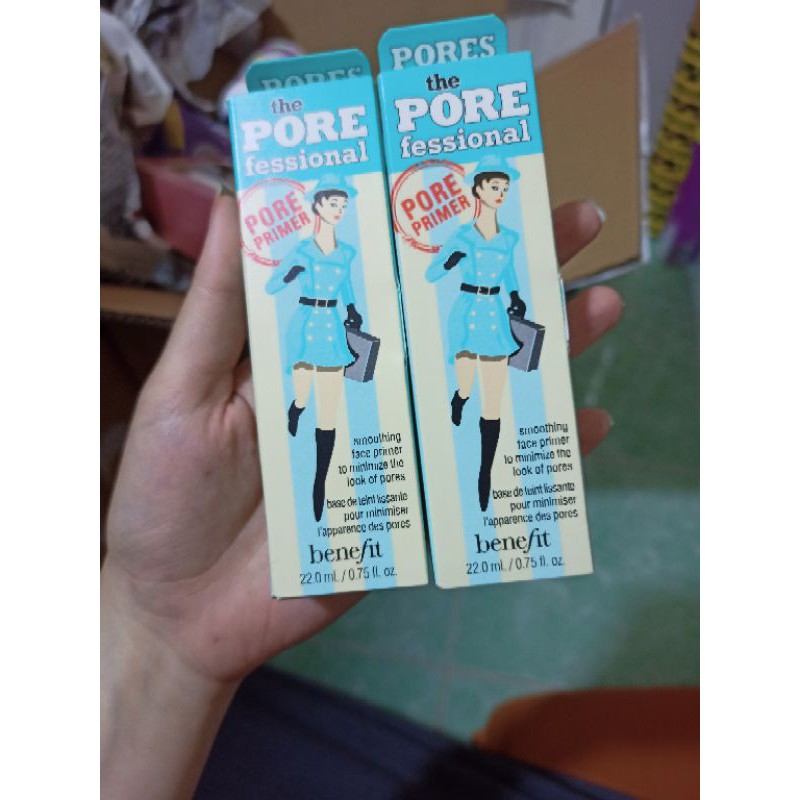 PORES
the
PORE
fessional
PORE
PRIMER
smoothing
face primer
to minimize the
look of pores
base de teint lissante
pour minimiser
l'apparence des pores
benefit
22.0 mL / 0.75 fl. oz.
PORES
the
PORE
fessional
PORE
PRIMER
smoothing
face primer
to minimize the
look of pores
base de teint lissante
pour minimiser
l'apparence des pores
benefit
22.0 mL / 0.75 fl. oz.